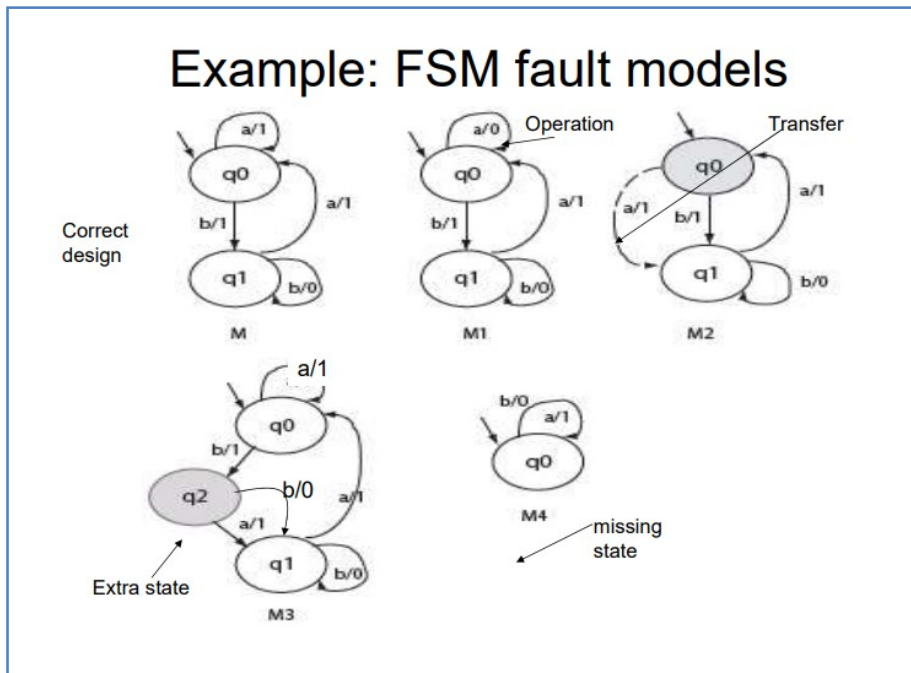 Example: FSM fault models
a/1
q0
b/1
a/1
q1
b/0
M
Correct
design
a/0
Operation
q0
b/1
a/1
q1
b/0
M1
Transfer
q0
a/1
b/1
a/1
q1
b/0
M2
a/1
q0
b/1
q2
b/0
a/1
a/1
q1
b/0
Extra state
M3
b/0
a/1
q0
M4
missing
state